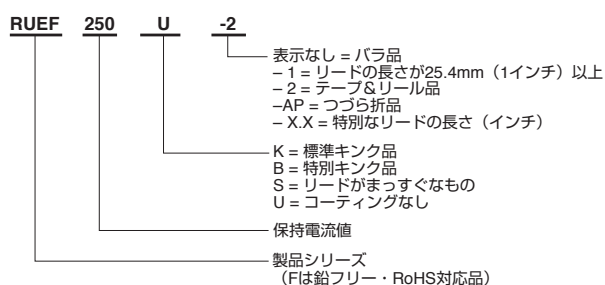 RUEF 250 U -2
表示なし = バラ品
– 1 = リードの長さが25.4mm（1インチ）以上
– 2 = テープ＆リール品
–AP = つづら折品
– X.X = 特別なリードの長さ（インチ）
K = 標準キンク品
B = 特別キンク品
S = リードがまっすぐなもの
U = コーティングなし
保持電流値
製品シリーズ
（Fは鉛フリー・RoHS対応品）